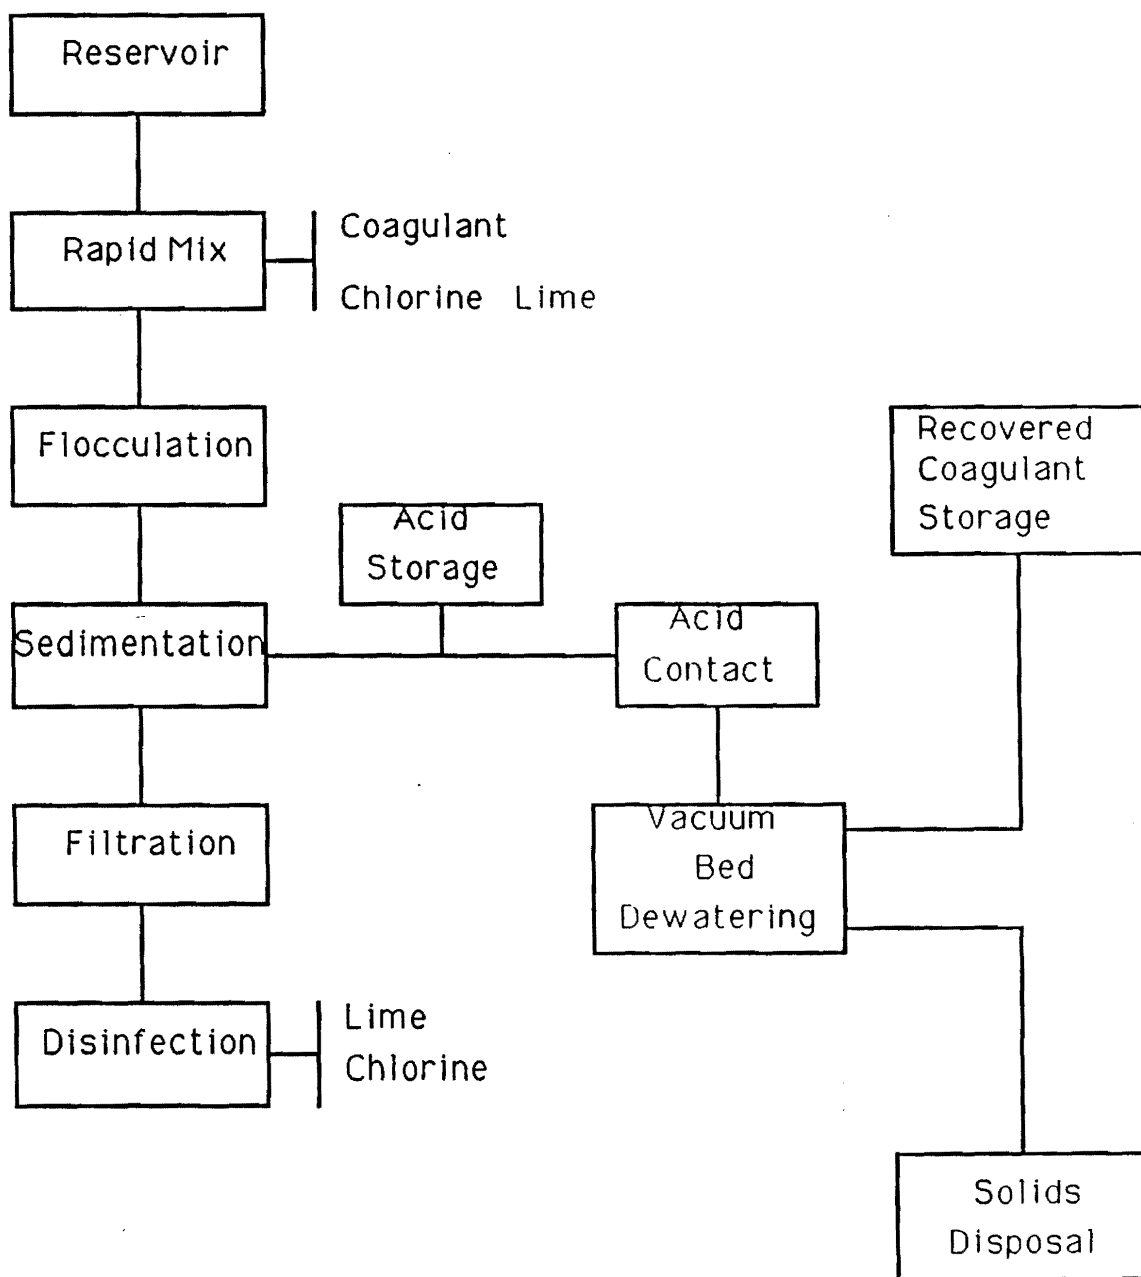 Reservoir
Rapid Mix
Coagulant
Chlorine Lime
Flocculation
Recovered
Coagulant
Storage
Acid
Storage
Sedimentation
Acid
Contact
Filtration
Vacuum
Bed
Dewatering
Disinfection
Lime
Chlorine
Solids
Disposal